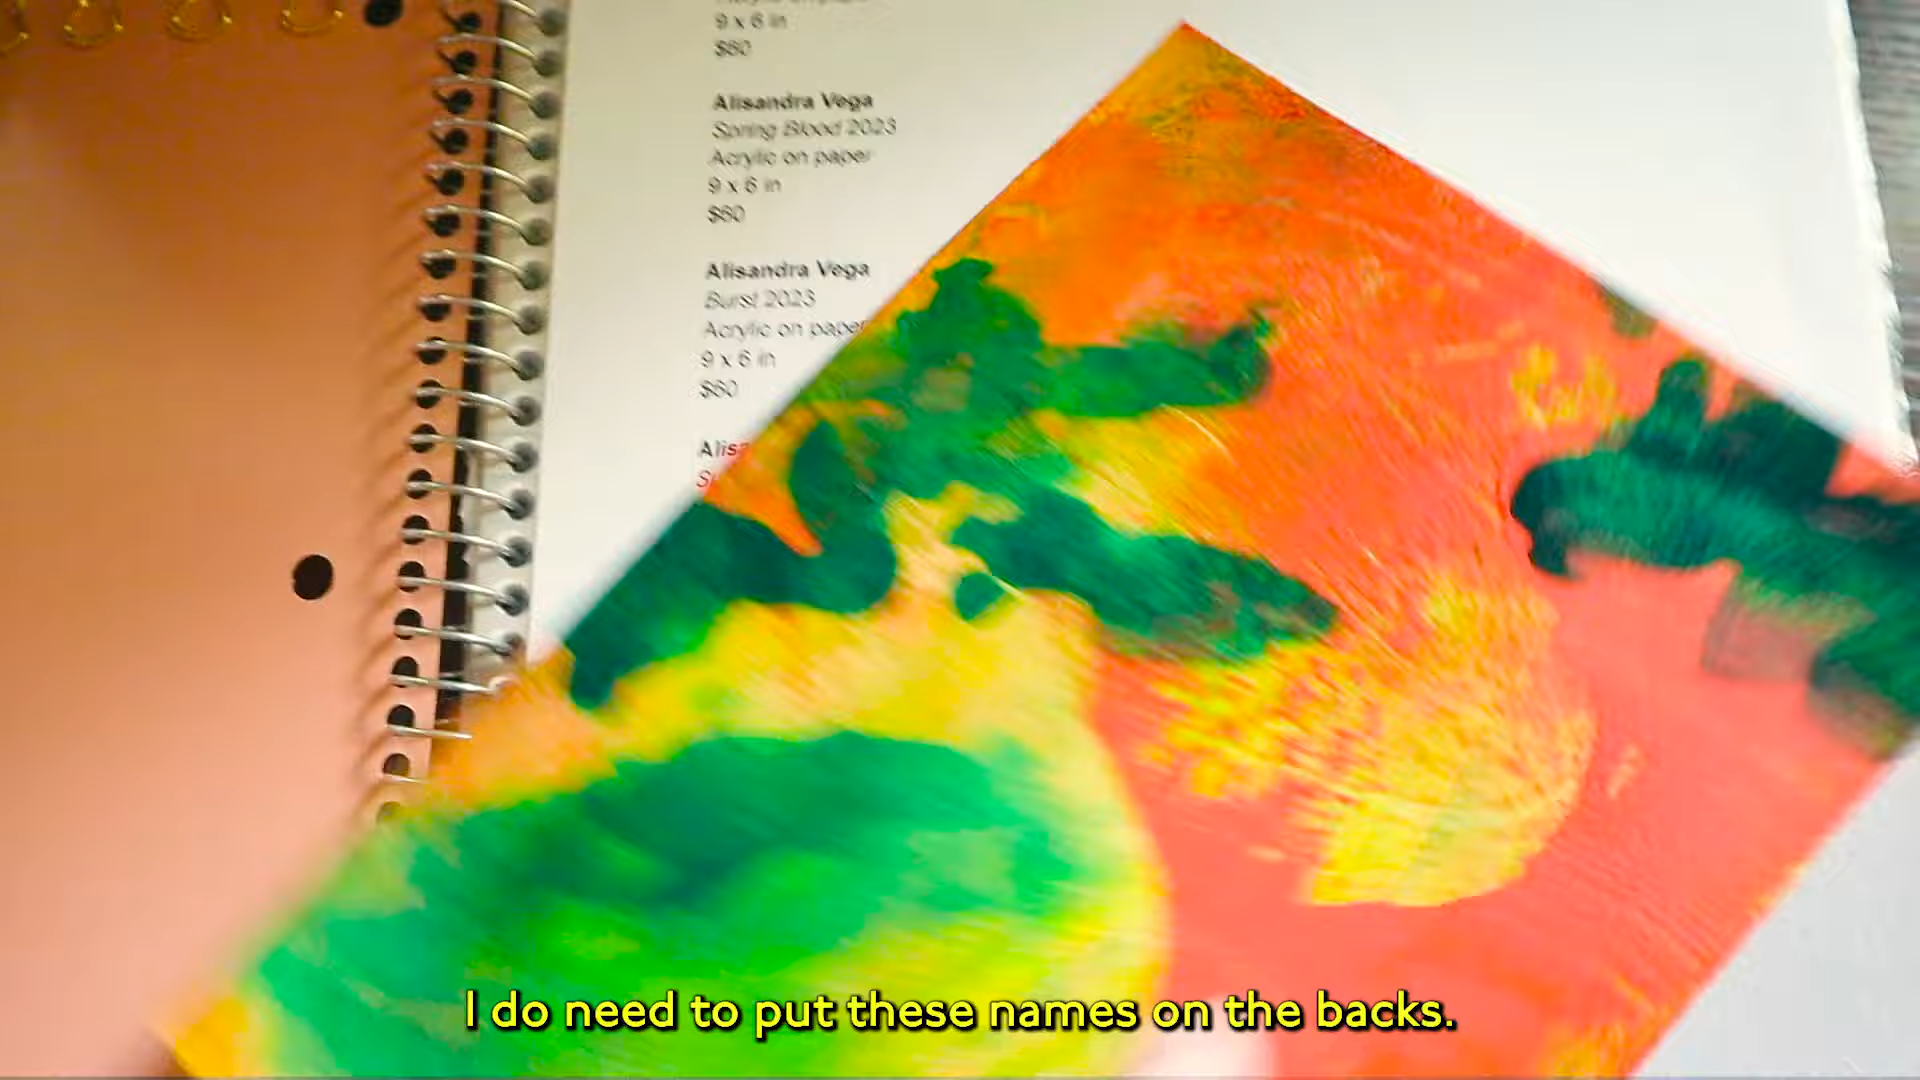 9 x 6 in
$60
Alisandra Vega
Spring Blood 2023
Acrylic on paper
9 x 6 in
$60
Alisandra Vega
Burst 2023
Acrylic on paper
9 x 6 in
$60
Alisa
I do need to put these names on the backs.